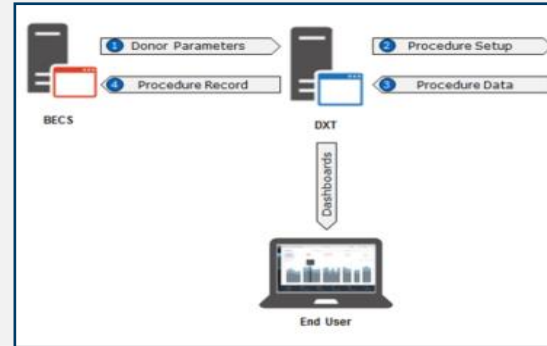 1 Donor Parameters
2 Procedure Setup
4 Procedure Record
3 Procedure Data
BECS
DXT
Dashboards
End User